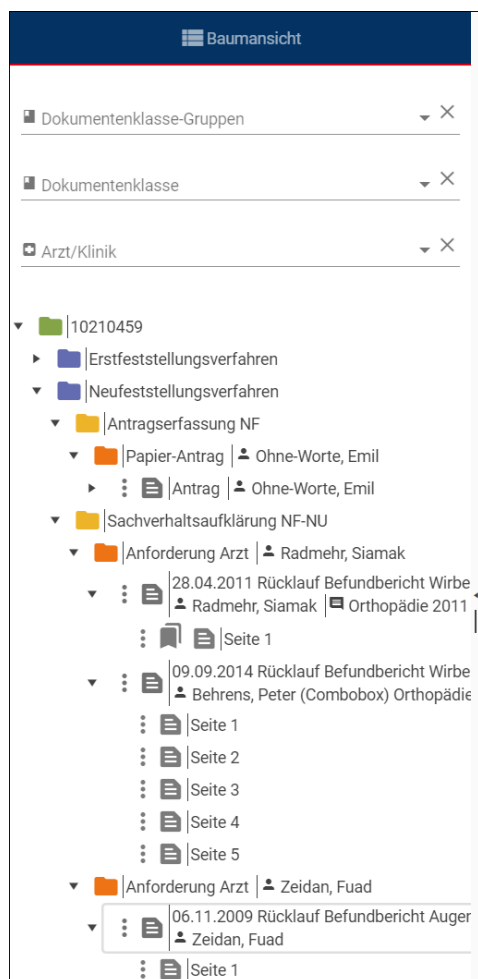 Baumansicht
Dokumentenklasse-Gruppen
Dokumentenklasse
Arzt/Klinik
10210459
Erstfeststellungsverfahren
Neufeststellungsverfahren
Antragserfassung NF
Papier-Antrag Ohne-Worte, Emil
Antrag Ohne-Worte, Emil
Sachverhaltsaufklärung NF-NU
Anforderung Arzt Radmehr, Siamak
28.04.2011 Rücklauf Befundbericht Wirbe
Radmehr, Siamak Orthopädie 2011
Seite 1
09.09.2014 Rücklauf Befundbericht Wirbe
Behrens, Peter (Combobox) Orthopädie
Seite 1
Seite 2
Seite 3
Seite 4
Seite 5
Anforderung Arzt Zeidan, Fuad
06.11.2009 Rücklauf Befundbericht Auger
Zeidan, Fuad
Seite 1